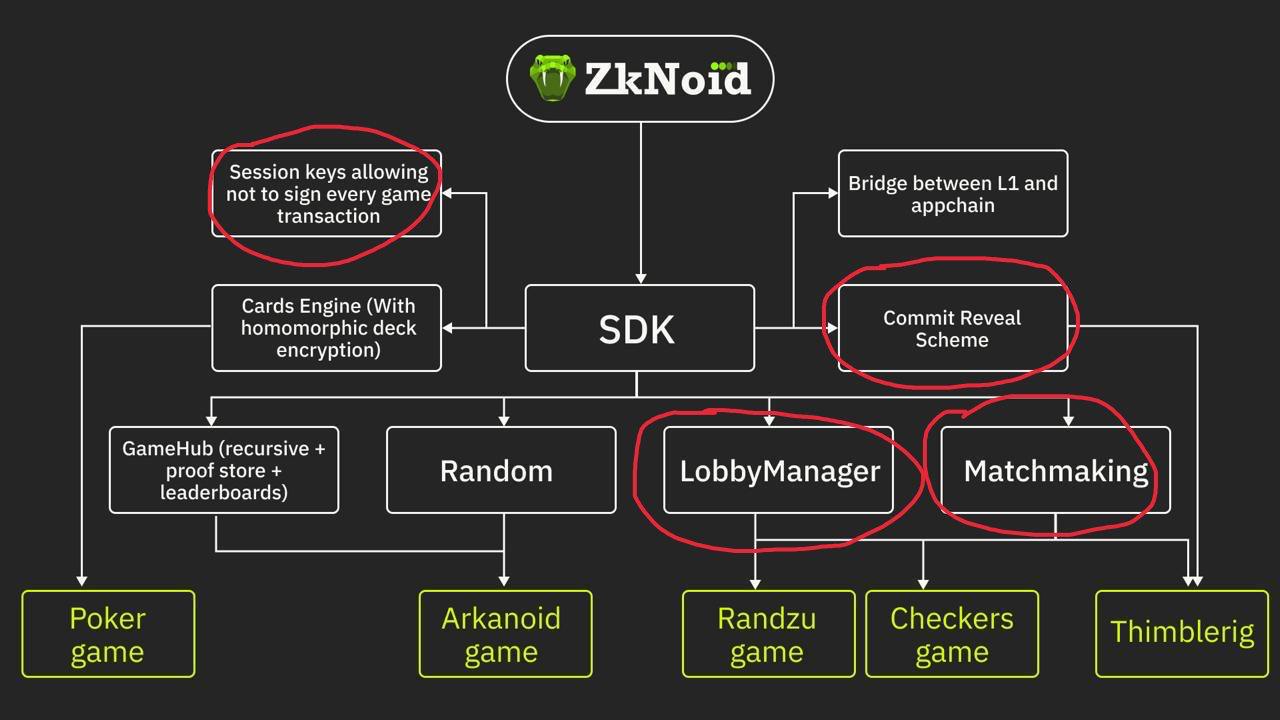 ZkNoid
Session keys allowing
not to sign every game
transaction
Bridge between L1 and
appchain
Cards Engine (With
homomorphic deck
encryption)
SDK
Commit Reveal
Scheme
GameHub (recursive +
proof store +
leaderboards)
Random
LobbyManager
Matchmaking
Poker
game
Arkanoid
game
Randzu
game
Checkers
game
Thimblerig